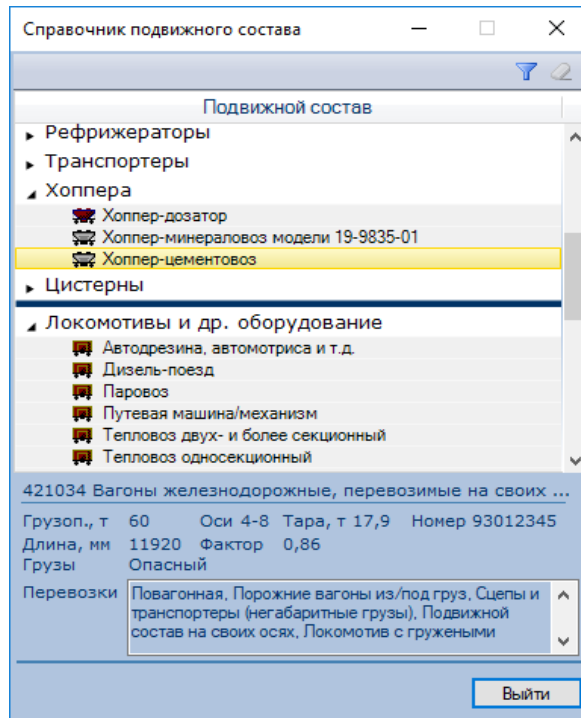 Справочник подвижного состава
Подвижной состав
Рефрижераторы
Транспортеры
Хоппера
Хоппер-дозатор
Хоппер-минераловоз модели 19-9835-01
Хоппер-цементовоз
Цистерны
Локомотивы и др. оборудование
Автодрезина, автомотриса и т.д.
Дизель-поезд
Паровоз
Путевая машина/механизм
Тепловоз двух- и более секционный
Тепловоз односекционный
421034 Вагоны железнодорожные, перевозимые на своих ...
Грузоп., т 60 Оси 4-8 Тара, т 17,9 Номер 93012345
Длина, мм 11920 Фактор 0,86
Грузы Опасный
Перевозки Повагонная, Порожние вагоны из/под груз, Сцепы и
транспортеры (негабаритные грузы), Подвижной
состав на своих осях, Локомотив с гружеными
Выйти